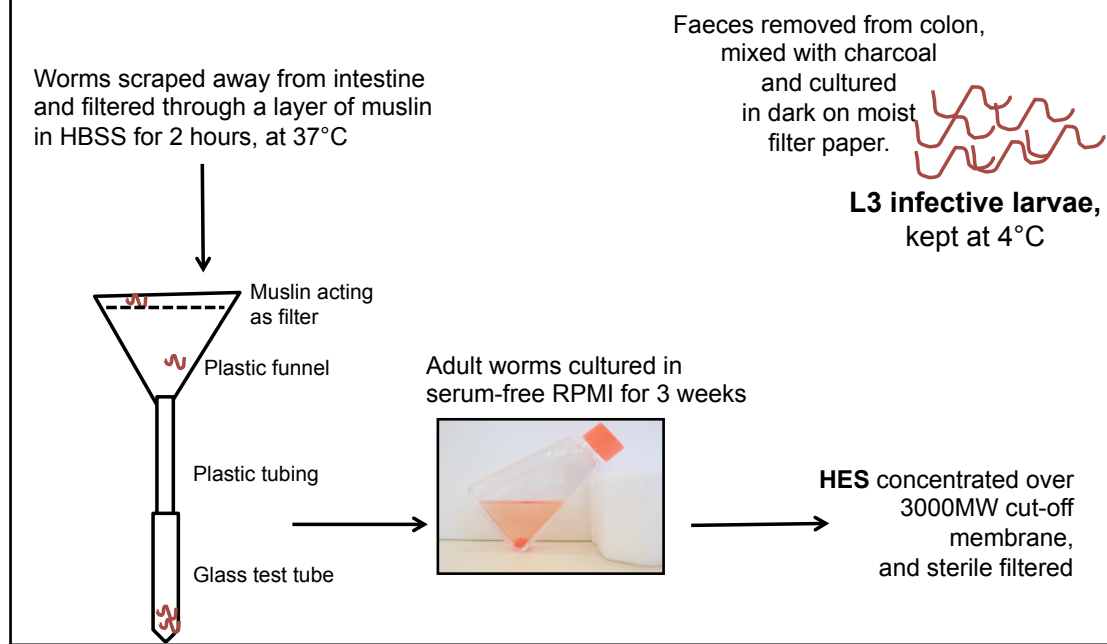 Worms scraped away from intestine
and filtered through a layer of muslin
in HBSS for 2 hours, at 37°C
Faeces removed from colon,
mixed with charcoal
and cultured
in dark on moist
filter paper.
L3 infective larvae,
kept at 4°C
Muslin acting
as filter
Plastic funnel
Plastic tubing
Glass test tube
Adult worms cultured in
serum-free RPMI for 3 weeks
HES concentrated over
3000MW cut-off
membrane,
and sterile filtered